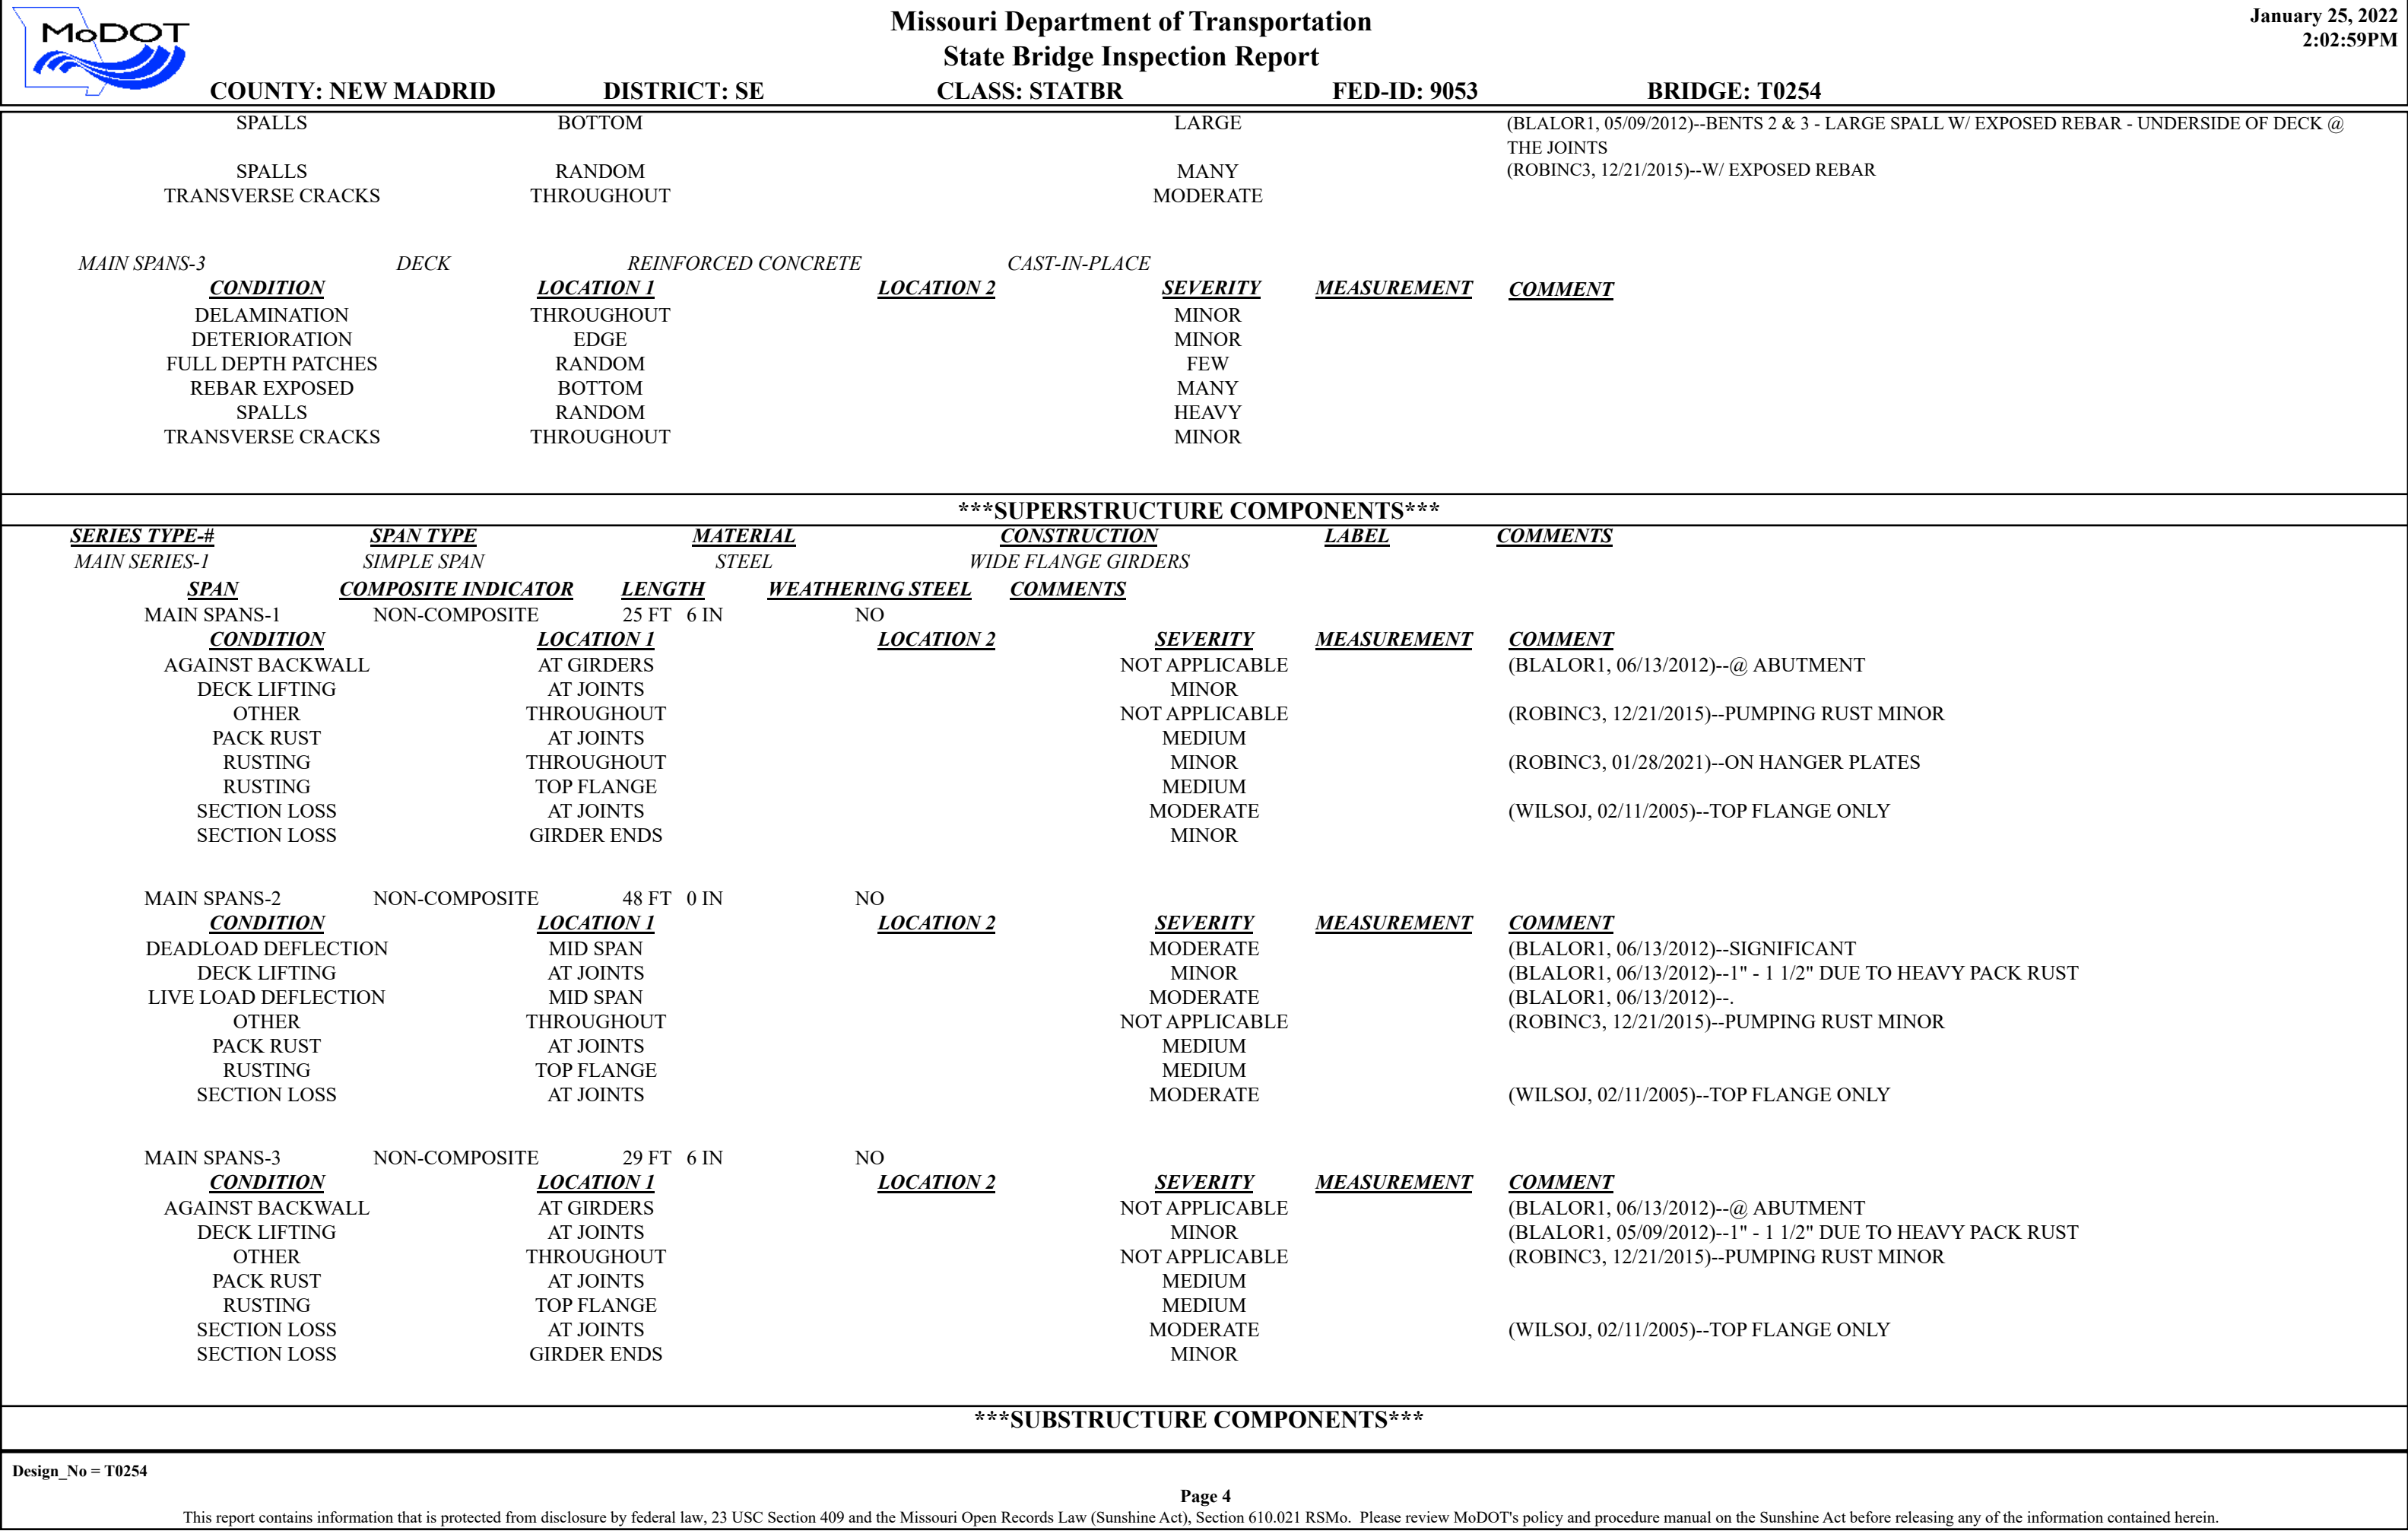 MoDOT
Missouri Department of Transportation
State Bridge Inspection Report
January 25, 2022
2:02:59PM
COUNTY: NEW MADRID DISTRICT: SE CLASS: STATBR FED-ID: 9053 BRIDGE: T0254
SPALLS BOTTOM LARGE (BLALOR1, 05/09/2012)--BENTS 2 & 3 - LARGE SPALL W/ EXPOSED REBAR - UNDERSIDE OF DECK @
THE JOINTS
SPALLS RANDOM MANY (ROBINC3, 12/21/2015)--W/ EXPOSED REBAR
TRANSVERSE CRACKS THROUGHOUT MODERATE
MAIN SPANS-3 DECK REINFORCED CONCRETE CAST-IN-PLACE
CONDITION LOCATION 1 LOCATION 2 SEVERITY MEASUREMENT COMMENT
DELAMINATION THROUGHOUT MINOR
DETERIORATION EDGE MINOR
FULL DEPTH PATCHES RANDOM FEW
REBAR EXPOSED BOTTOM MANY
SPALLS RANDOM HEAVY
TRANSVERSE CRACKS THROUGHOUT MINOR
***SUPERSTRUCTURE COMPONENTS***
SERIES TYPE-# SPAN TYPE MATERIAL CONSTRUCTION LABEL COMMENTS
MAIN SERIES-1 SIMPLE SPAN STEEL WIDE FLANGE GIRDERS
SPAN COMPOSITE INDICATOR LENGTH WEATHERING STEEL COMMENTS
MAIN SPANS-1 NON-COMPOSITE 25 FT 6 IN NO
CONDITION LOCATION 1 LOCATION 2 SEVERITY MEASUREMENT COMMENT
AGAINST BACKWALL AT GIRDERS NOT APPLICABLE (BLALOR1, 06/13/2012)--@ ABUTMENT
DECK LIFTING AT JOINTS MINOR
OTHER THROUGHOUT NOT APPLICABLE (ROBINC3, 12/21/2015)--PUMPING RUST MINOR
PACK RUST AT JOINTS MEDIUM
RUSTING THROUGHOUT MINOR (ROBINC3, 01/28/2021)--ON HANGER PLATES
RUSTING TOP FLANGE MEDIUM
SECTION LOSS AT JOINTS MODERATE (WILSOJ, 02/11/2005)--TOP FLANGE ONLY
SECTION LOSS GIRDER ENDS MINOR
MAIN SPANS-2 NON-COMPOSITE 48 FT 0 IN NO
CONDITION LOCATION 1 LOCATION 2 SEVERITY MEASUREMENT COMMENT
DEADLOAD DEFLECTION MID SPAN MODERATE (BLALOR1, 06/13/2012)--SIGNIFICANT
DECK LIFTING AT JOINTS MINOR (BLALOR1, 06/13/2012)--1" - 1 1/2" DUE TO HEAVY PACK RUST
LIVE LOAD DEFLECTION MID SPAN MODERATE (BLALOR1, 06/13/2012)--.
OTHER THROUGHOUT NOT APPLICABLE (ROBINC3, 12/21/2015)--PUMPING RUST MINOR
PACK RUST AT JOINTS MEDIUM
RUSTING TOP FLANGE MEDIUM
SECTION LOSS AT JOINTS MODERATE (WILSOJ, 02/11/2005)--TOP FLANGE ONLY
MAIN SPANS-3 NON-COMPOSITE 29 FT 6 IN NO
CONDITION LOCATION 1 LOCATION 2 SEVERITY MEASUREMENT COMMENT
AGAINST BACKWALL AT GIRDERS NOT APPLICABLE (BLALOR1, 06/13/2012)--@ ABUTMENT
DECK LIFTING AT JOINTS MINOR (BLALOR1, 05/09/2012)--1" - 1 1/2" DUE TO HEAVY PACK RUST
OTHER THROUGHOUT NOT APPLICABLE (ROBINC3, 12/21/2015)--PUMPING RUST MINOR
PACK RUST AT JOINTS MEDIUM
RUSTING TOP FLANGE MEDIUM
SECTION LOSS AT JOINTS MODERATE (WILSOJ, 02/11/2005)--TOP FLANGE ONLY
SECTION LOSS GIRDER ENDS MINOR
***SUBSTRUCTURE COMPONENTS***
Design_No = T0254
Page 4
This report contains information that is protected from disclosure by federal law, 23 USC Section 409 and the Missouri Open Records Law (Sunshine Act), Section 610.021 RSMo. Please review MoDOT's policy and procedure manual on the Sunshine Act before releasing any of the information contained herein.